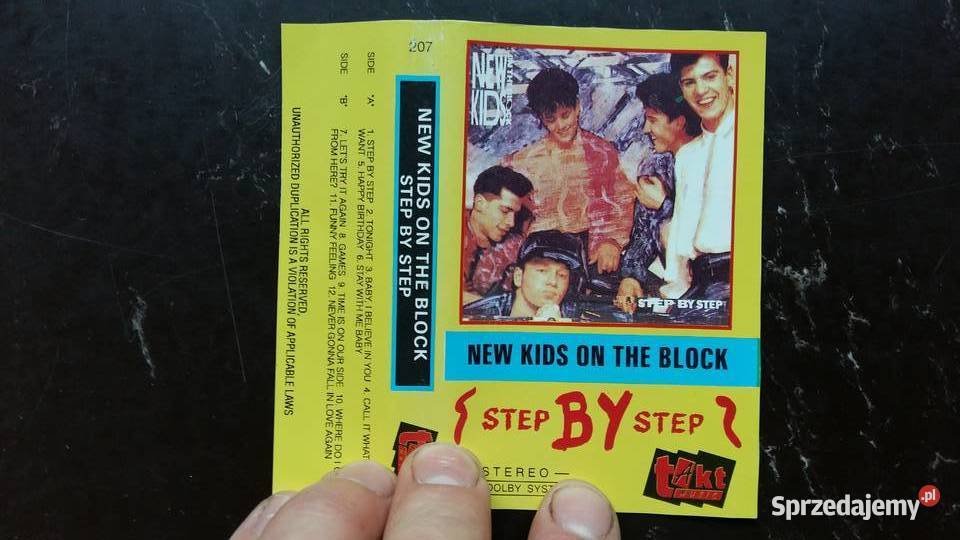 207
SIDE "A" 1. STEP BY STEP 2. TONIGHT 3. BABY, I BELIEVE IN YOU 4. CALL IT WHAT
WANT 5. HAPPY BIRTHDAY 6. STAY WITH ME BABY
SIDE "B" 7. LET'S TRY IT AGAIN 8. GAMES 9. TIME IS ON OUR SIDE 10. WHERE DO I
FROM HERE? 11. FUNNY FEELING 12. NEVER GONNA FALL IN LOVE AGAIN
ALL RIGHTS RESERVED,
UNAUTHORIZED DUPLICATION IS A VIOLATION OF APPLICABLE LAWS
NEW KIDS ON THE BLOCK
STEP BY STEP
NEW
KIDS
ON THE BLOCK
STEP BY STEP
NEW KIDS ON THE BLOCK
STEP BY STEP
STEREO
DOLBY SYST
takt
MUSIC
Sprzedajemy.pl